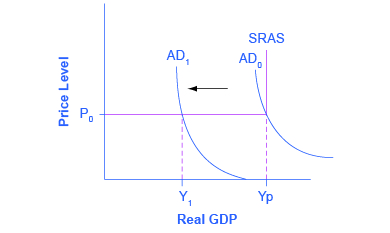 SRAS
AD1
AD0
Price Level
P0
Y1
Yp
Real GDP